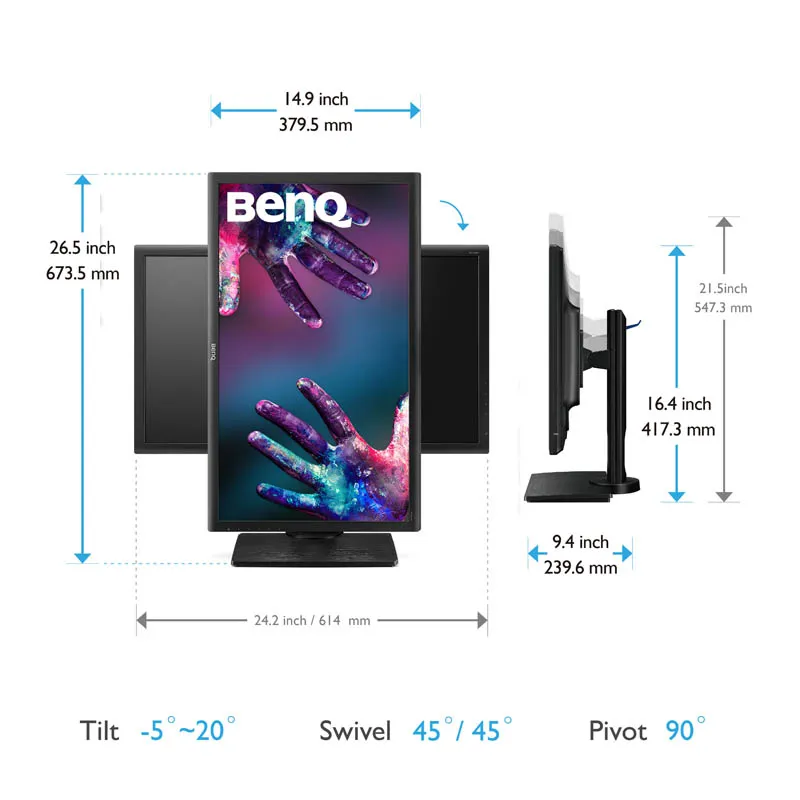 14.9 inch
379.5 mm
BenQ
26.5 inch
673.5 mm
21.5inch
547.3 mm
BenQ
16.4 inch
417.3 mm
9.4 inch
239.6 mm
24.2 inch / 614 mm
Tilt -5°~20° Swivel 45°/ 45° Pivot 90°